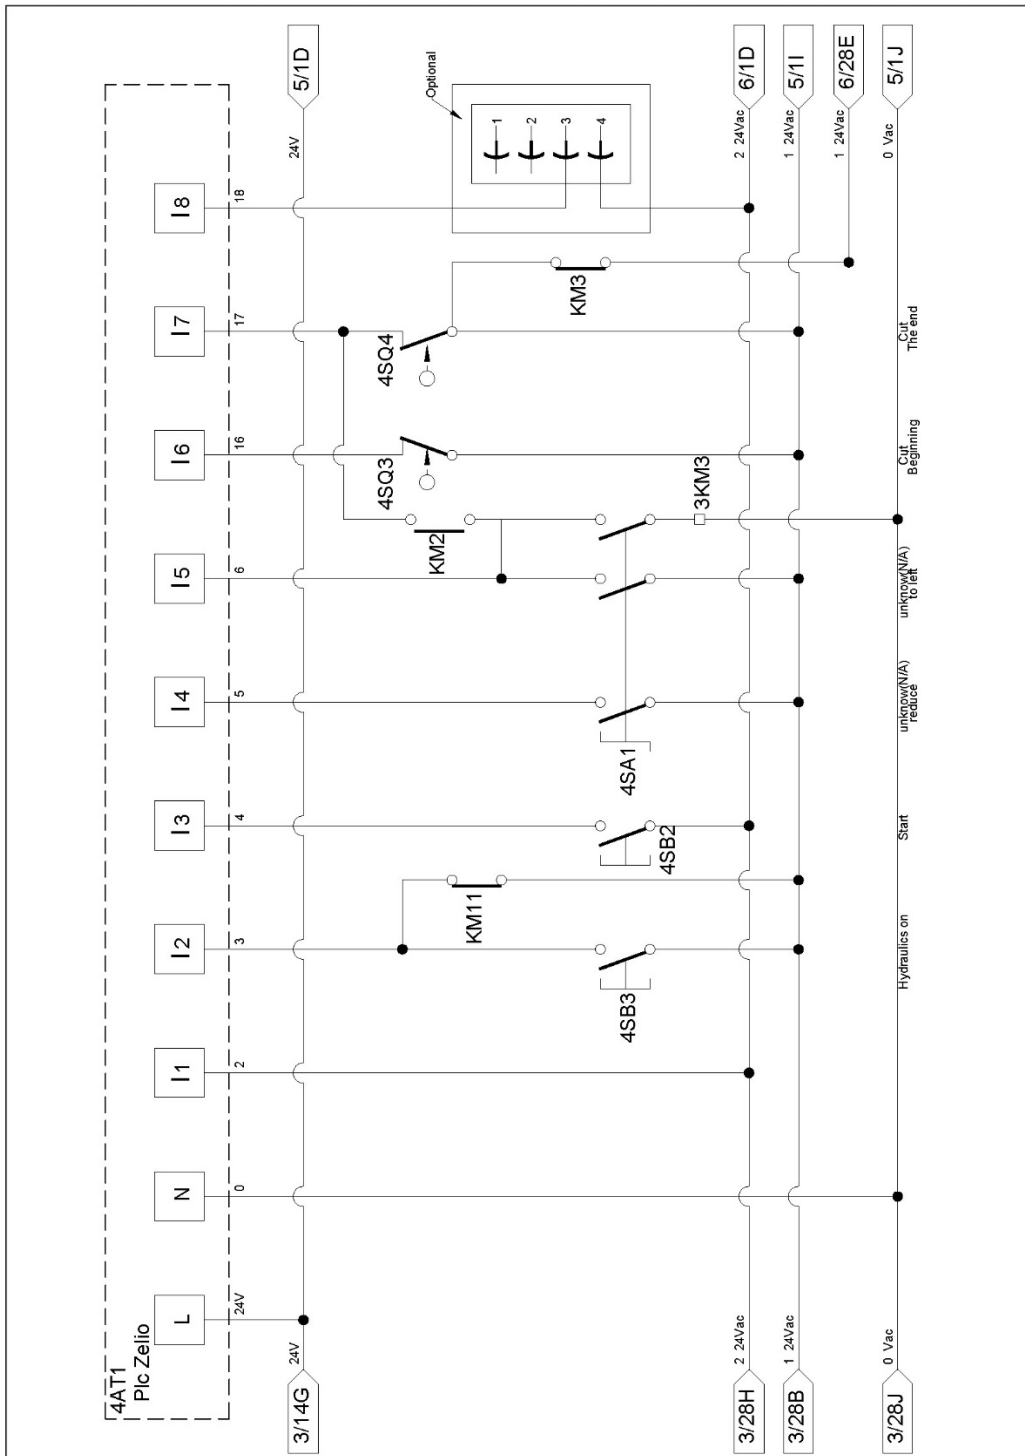 4AT1
Plc Zelio
L
N
I1
I2
I3
I4
I5
I6
I7
I8
24V
0
2
3
4
5
6
16
17
18
3/14G
24V
24V
5/1D
Optional
1
2
3
4
KM2
4SQ3
4SQ4
KM11
KM3
4SB3
4SB2
4SA1
3KM3
3/28H
2 24Vac
2 24Vac
6/1D
3/28B
1 24Vac
1 24Vac
5/1I
1 24Vac
6/28E
3/28J
0 Vac
0 Vac
5/1J
Hydraulics on
Start
unknow(N/A)
reduce
unknow(N/A)
to left
Cut
Beginning
Cut
The end